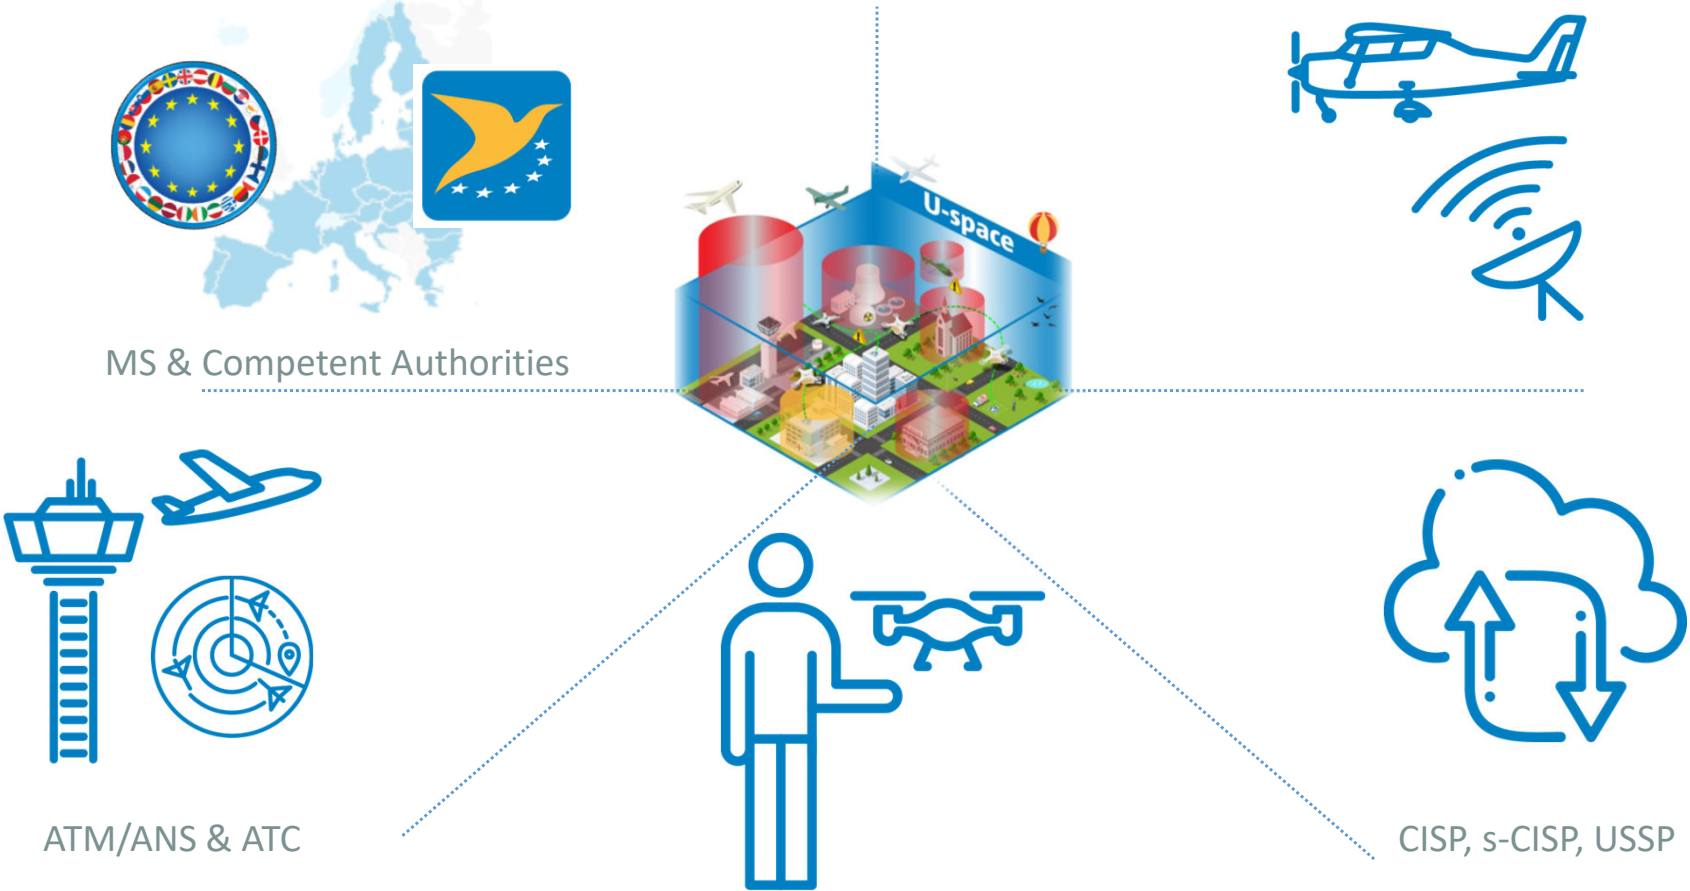 U-space
MS & Competent Authorities
ATM/ANS & ATC
CISP, s-CISP, USSP